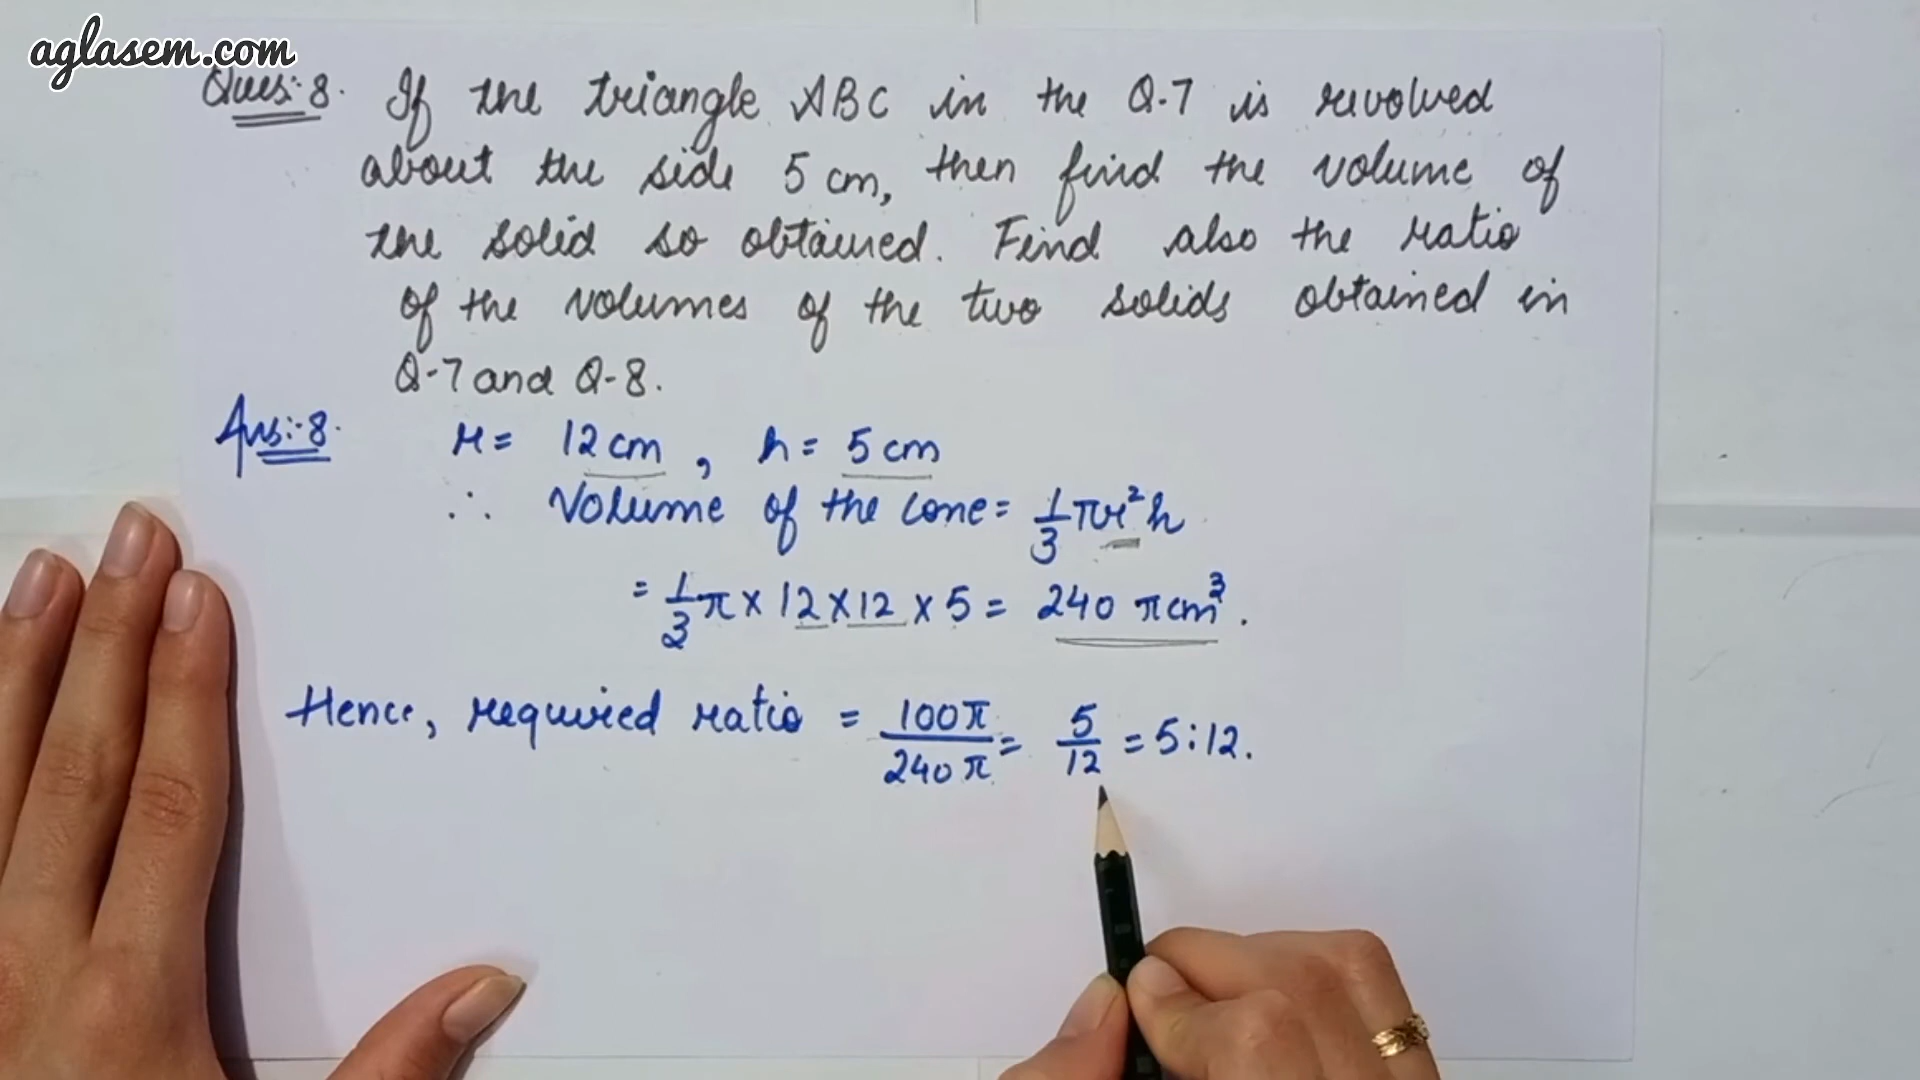 aglasem.com
Ques:-8. If the triangle ABC in the Q-7 is revolved
about the side 5 cm, then find the volume of
the solid so obtained. Find also the ratio
of the volumes of the two solids obtained in
Q-7 and Q-8.
Ans:-8. r = 12 cm, h = 5 cm
∴ Volume of the cone = 1/3 πr²h
= 1/3 π × 12 × 12 × 5 = 240 π cm³.
Hence, required ratio = 100π/240π = 5/12 = 5:12.